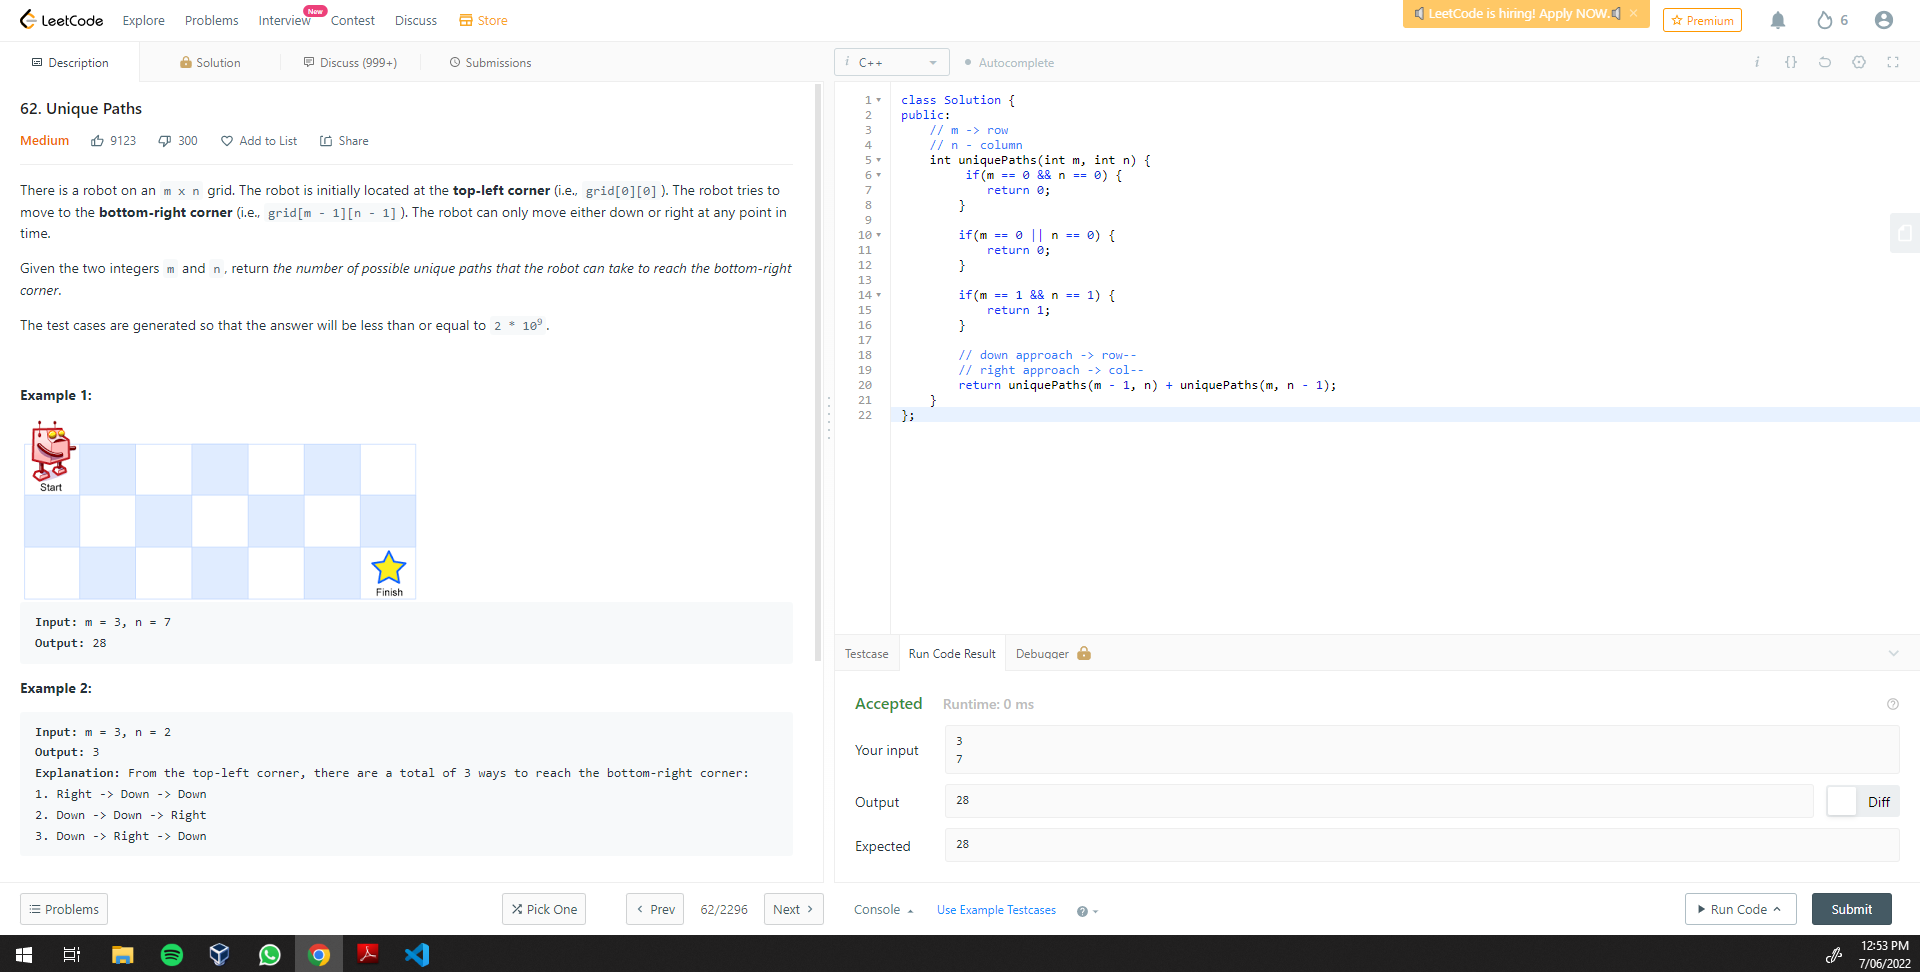 LeetCode
Explore
Problems
Interview
New
Contest
Discuss
Store
LeetCode is hiring! Apply NOW.
Premium
6
Description
Solution
Discuss (999+)
Submissions
62. Unique Paths
Medium
9123
300
Add to List
Share
There is a robot on an m x n grid. The robot is initially located at the top-left corner (i.e., grid[0][0]). The robot tries to
move to the bottom-right corner (i.e., grid[m - 1][n - 1]). The robot can only move either down or right at any point in
time.
Given the two integers m and n, return the number of possible unique paths that the robot can take to reach the bottom-right
corner.
The test cases are generated so that the answer will be less than or equal to 2 * 10⁹.
Example 1:
Start
Finish
Input: m = 3, n = 7
Output: 28
Example 2:
Input: m = 3, n = 2
Output: 3
Explanation: From the top-left corner, there are a total of 3 ways to reach the bottom-right corner:
1. Right -> Down -> Down
2. Down -> Down -> Right
3. Down -> Right -> Down
Problems
Pick One
Prev
62/2296
Next
i C++
Autocomplete
i {}
1 class Solution {
2 public:
3 // m -> row
4 // n - column
5 int uniquePaths(int m, int n) {
6 if(m == 0 && n == 0) {
7 return 0;
8 }
9
10 if(m == 0 || n == 0) {
11 return 0;
12 }
13
14 if(m == 1 && n == 1) {
15 return 1;
16 }
17
18 // down approach -> row--
19 // right approach -> col--
20 return uniquePaths(m - 1, n) + uniquePaths(m, n - 1);
21 }
22 };
Testcase
Run Code Result
Debugger
Accepted
Runtime: 0 ms
Your input
3
7
Output
28
Diff
Expected
28
Console
Use Example Testcases
Run Code
Submit
12:53 PM
7/06/2022